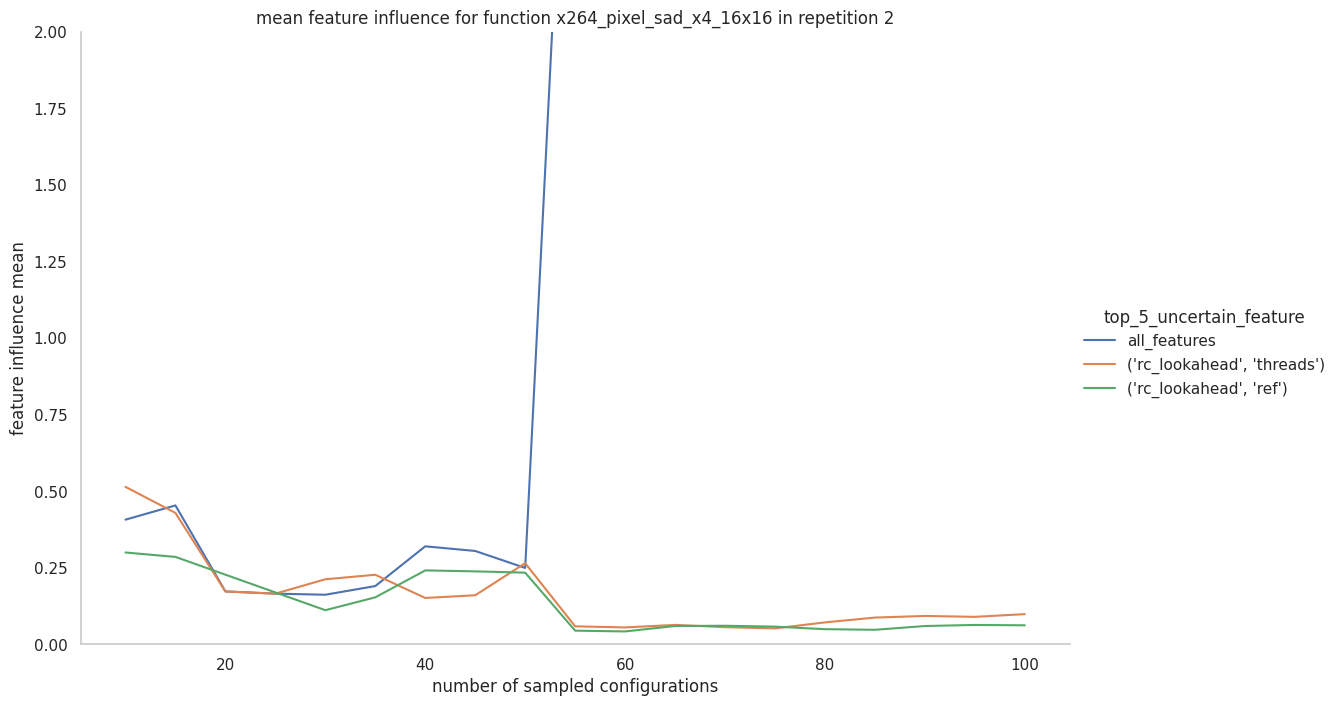 mean feature influence for function x264_pixel_sad_x4_16x16 in repetition 2
2.00
1.75
1.50
1.25
1.00
0.75
0.50
0.25
0.00
feature influence mean
20
40
60
80
100
number of sampled configurations
top_5_uncertain_feature
all_features
('rc_lookahead', 'threads')
('rc_lookahead', 'ref')